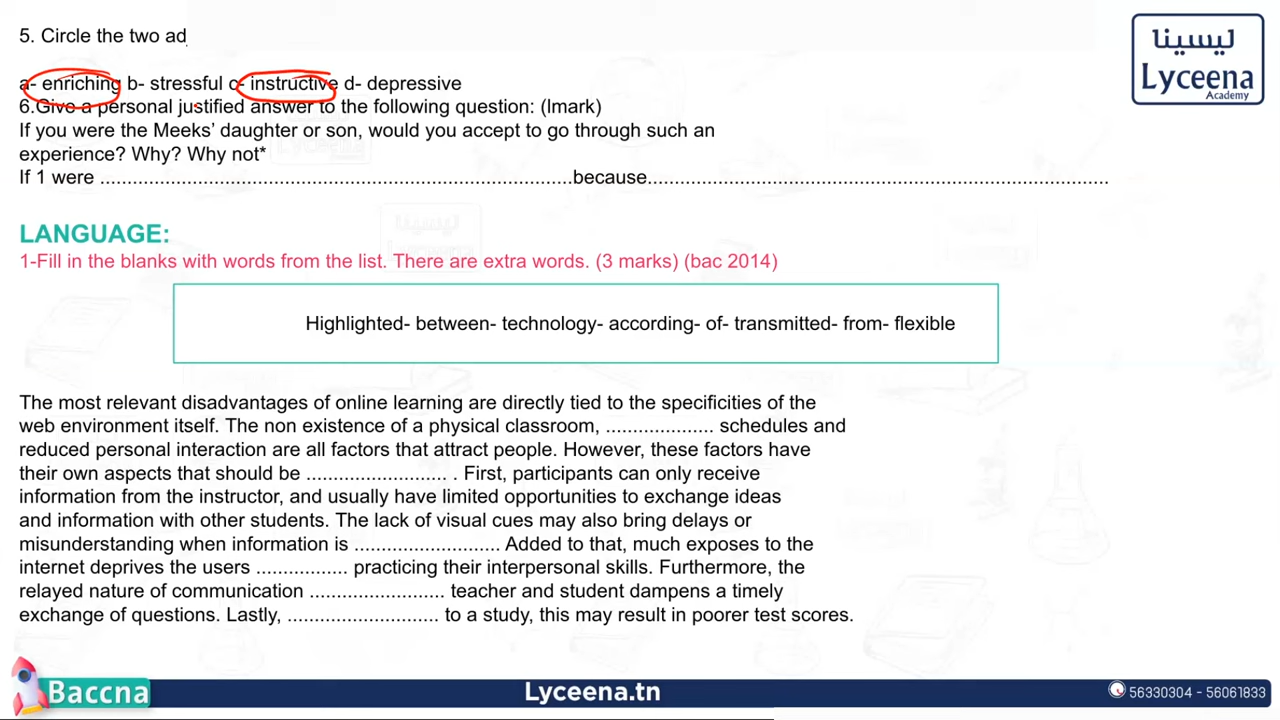 5. Circle the two ad
ليسينا
Lyceena
Academy
a- enriching b- stressful c- instructive d- depressive
6.Give a personal justified answer to the following question: (lmark)
If you were the Meeks’ daughter or son, would you accept to go through such an
experience? Why? Why not*
If 1 were ........................................................................................because......................................................................................
LANGUAGE:
1-Fill in the blanks with words from the list. There are extra words. (3 marks) (bac 2014)
Highlighted- between- technology- according- of- transmitted- from- flexible
The most relevant disadvantages of online learning are directly tied to the specificities of the
web environment itself. The non existence of a physical classroom, .................... schedules and
reduced personal interaction are all factors that attract people. However, these factors have
their own aspects that should be .......................... . First, participants can only receive
information from the instructor, and usually have limited opportunities to exchange ideas
and information with other students. The lack of visual cues may also bring delays or
misunderstanding when information is ........................... Added to that, much exposes to the
internet deprives the users ................. practicing their interpersonal skills. Furthermore, the
relayed nature of communication ......................... teacher and student dampens a timely
exchange of questions. Lastly, ............................ to a study, this may result in poorer test scores.
Baccna
Lyceena.tn
56330304 - 56061833